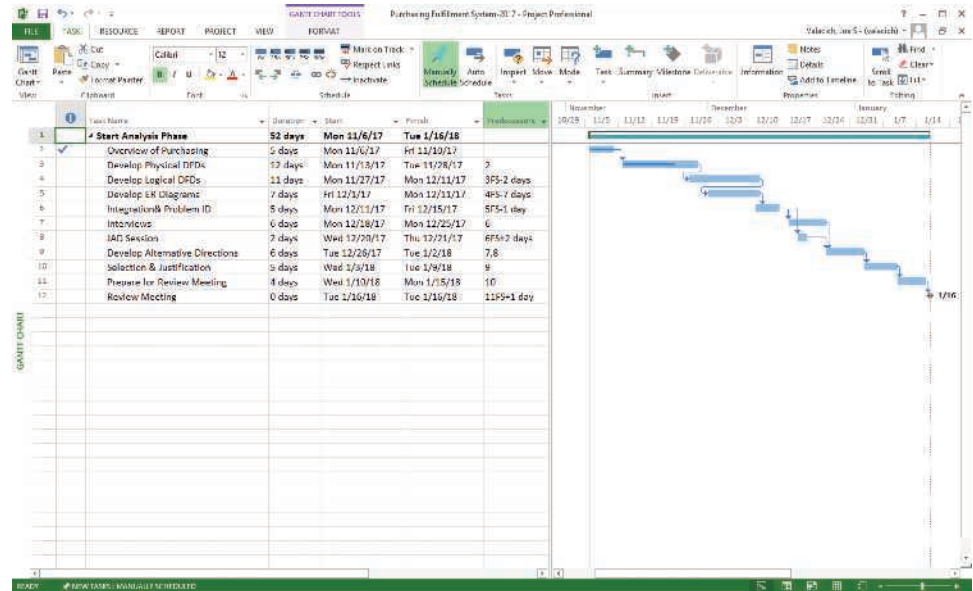 GANTT CHART TOOLS
Purchasing Fulfillment System-2017 - Project Professional
FILE TASK RESOURCE REPORT PROJECT VIEW FORMAT
Valacich, Joe S - (valacich)
Gantt Chart
Paste
Cut
Copy
Format Painter
Calibri 12
B I U
Mark on Track
Respect Links
Inactivate
Manually Schedule
Auto Schedule
Inspect Move Mode
Task Summary Milestone Deliverable
Information
Notes
Details
Add to Timeline
Scroll to Task
Find
Clear
Fill
View Clipboard Font Schedule Tasks Insert Properties Editing
Task Name Duration Start Finish Predecessors
November December January
10/29 11/5 11/12 11/19 11/26 12/3 12/10 12/17 12/24 12/31 1/7 1/14
1 Start Analysis Phase 52 days Mon 11/6/17 Tue 1/16/18
2 Overview of Purchasing 5 days Mon 11/6/17 Fri 11/10/17
3 Develop Physical DFDs 12 days Mon 11/13/17 Tue 11/28/17 2
4 Develop Logical DFDs 11 days Mon 11/27/17 Mon 12/11/17 3FS-2 days
5 Develop ER Diagrams 7 days Fri 12/1/17 Mon 12/11/17 4FS-7 days
6 Integration& Problem ID 5 days Mon 12/11/17 Fri 12/15/17 5FS-1 day
7 Interviews 6 days Mon 12/18/17 Mon 12/25/17 6
8 JAD Session 2 days Wed 12/20/17 Thu 12/21/17 6FS+2 days
9 Develop Alternative Directions 6 days Tue 12/26/17 Tue 1/2/18 7,8
10 Selection & Justification 5 days Wed 1/3/18 Tue 1/9/18 9
11 Prepare for Review Meeting 4 days Wed 1/10/18 Mon 1/15/18 10
12 Review Meeting 0 days Tue 1/16/18 Tue 1/16/18 11FS+1 day
1/16
GANTT CHART
READY NEW TASKS : MANUALLY SCHEDULED